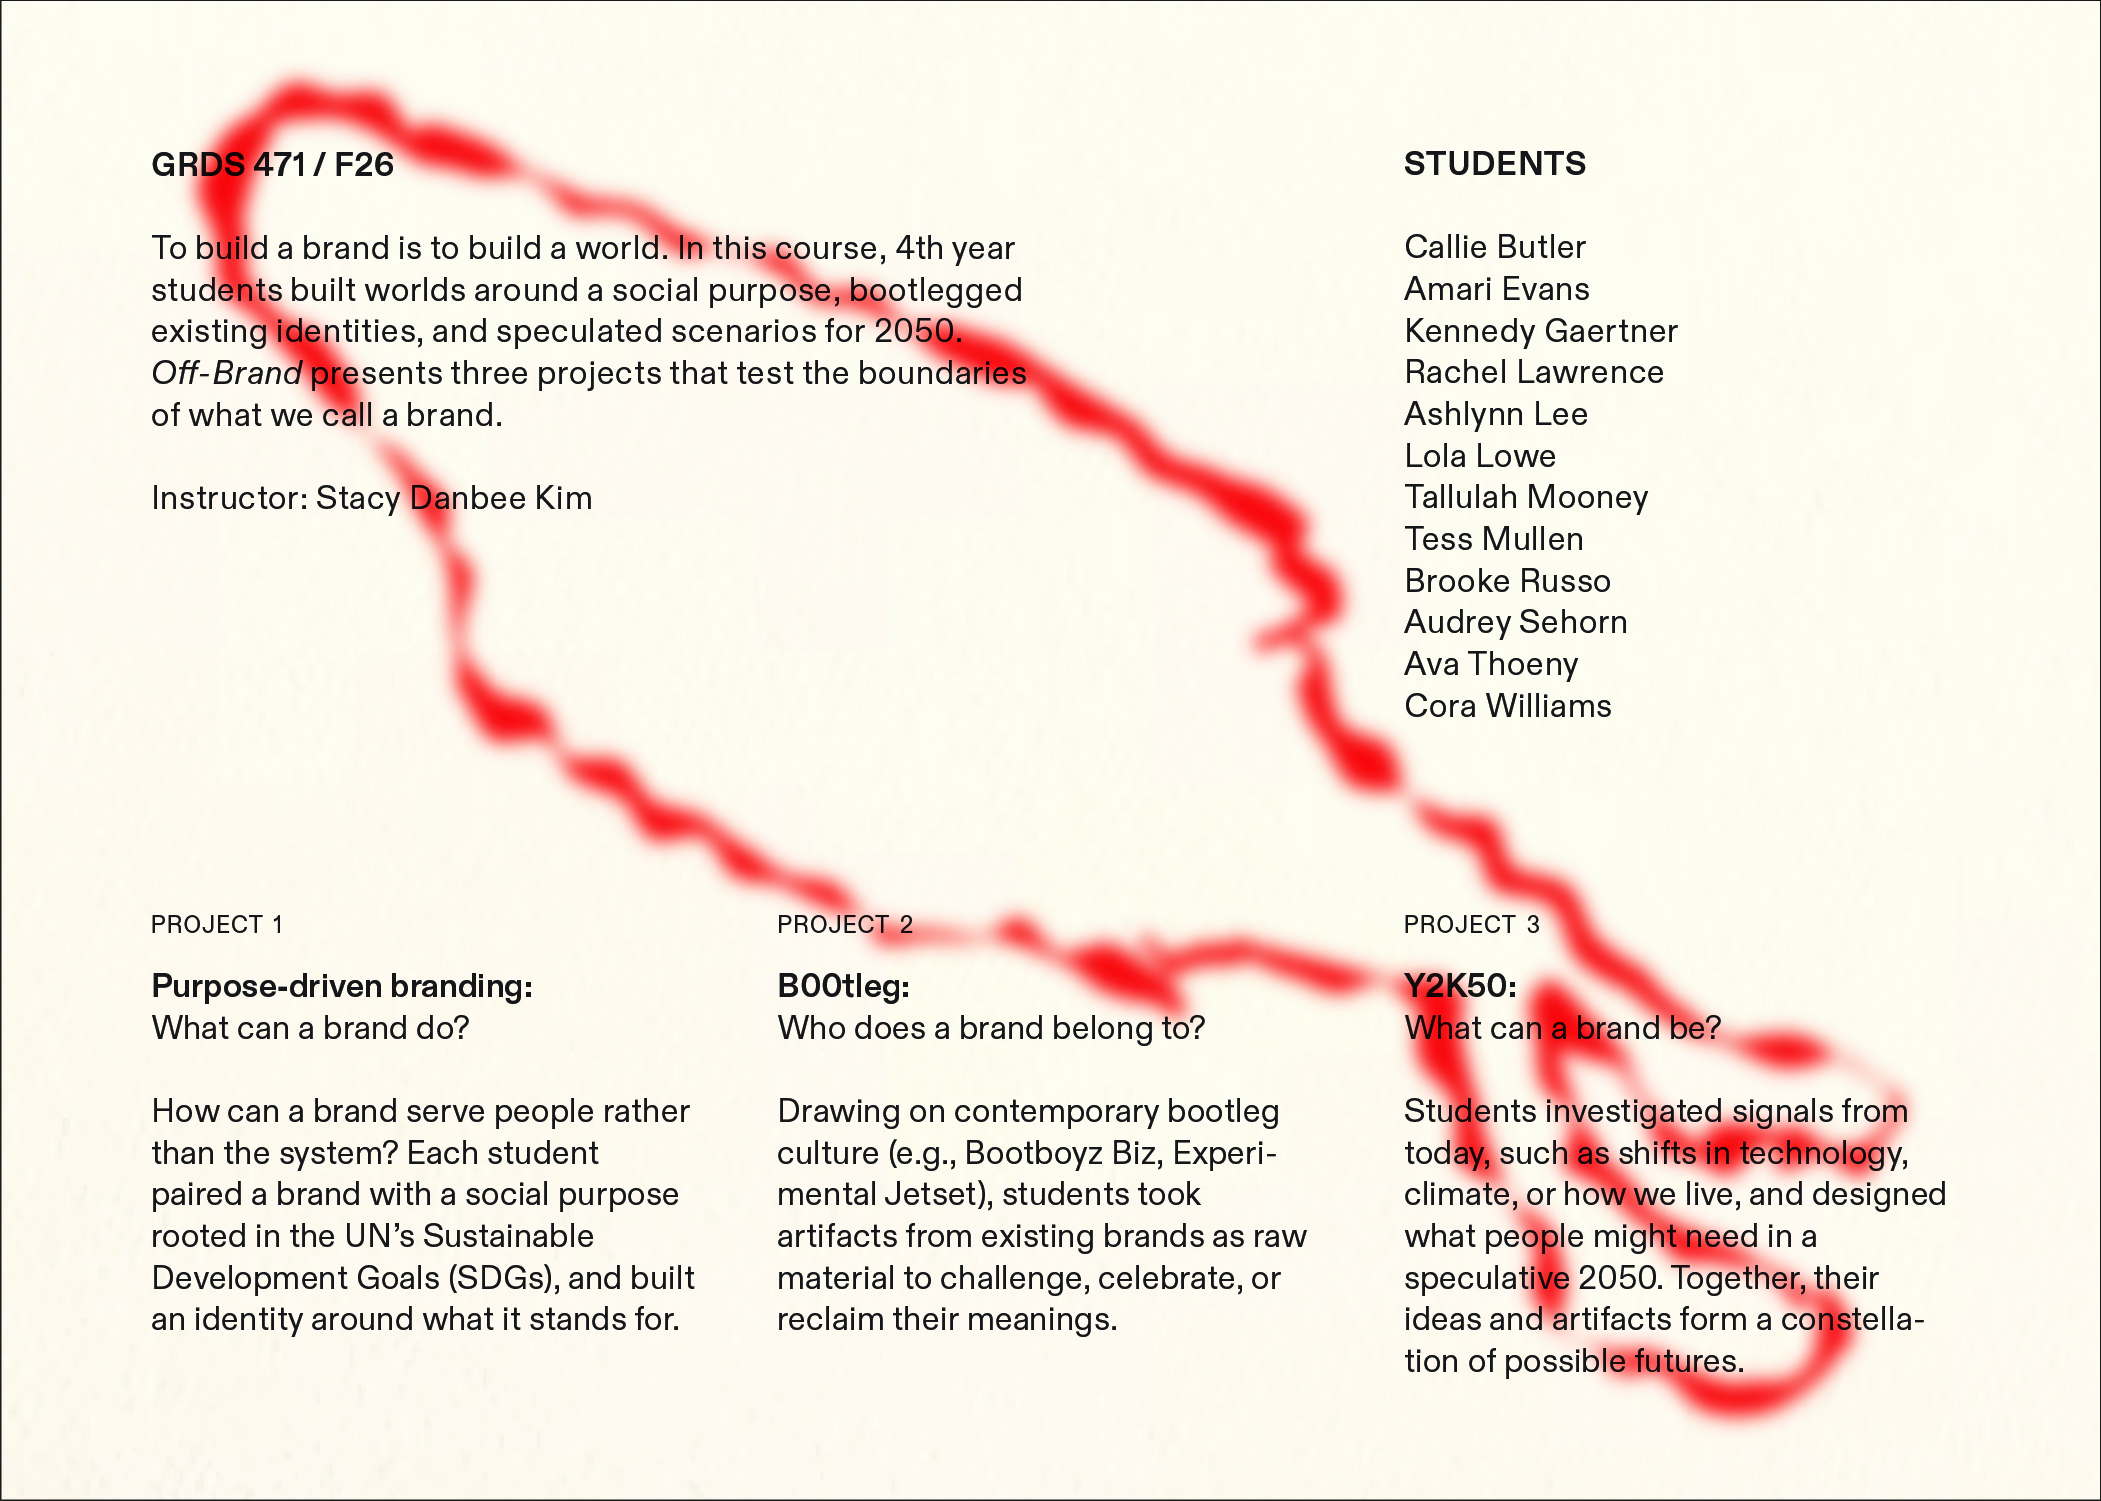 GRDS 471 / F26
To build a brand is to build a world. In this course, 4th year
students built worlds around a social purpose, bootlegged
existing identities, and speculated scenarios for 2050.
Off-Brand presents three projects that test the boundaries
of what we call a brand.
Instructor: Stacy Danbee Kim
STUDENTS
Callie Butler
Amari Evans
Kennedy Gaertner
Rachel Lawrence
Ashlynn Lee
Lola Lowe
Tallulah Mooney
Tess Mullen
Brooke Russo
Audrey Sehorn
Ava Thoeny
Cora Williams
PROJECT 1
Purpose-driven branding:
What can a brand do?
How can a brand serve people rather
than the system? Each student
paired a brand with a social purpose
rooted in the UN’s Sustainable
Development Goals (SDGs), and built
an identity around what it stands for.
PROJECT 2
B00tleg:
Who does a brand belong to?
Drawing on contemporary bootleg
culture (e.g., Bootboyz Biz, Experi-
mental Jetset), students took
artifacts from existing brands as raw
material to challenge, celebrate, or
reclaim their meanings.
PROJECT 3
Y2K50:
What can a brand be?
Students investigated signals from
today, such as shifts in technology,
climate, or how we live, and designed
what people might need in a
speculative 2050. Together, their
ideas and artifacts form a constella-
tion of possible futures.